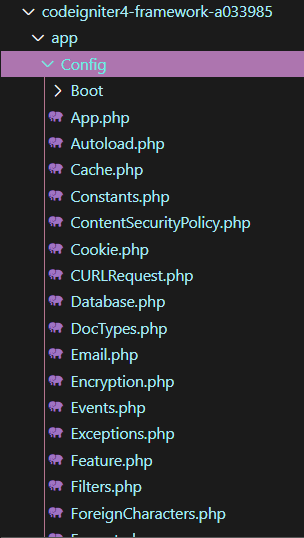 codeigniter4-framework-a033985
app
Config
Boot
App.php
Autoload.php
Cache.php
Constants.php
ContentSecurityPolicy.php
Cookie.php
CURLRequest.php
Database.php
DocTypes.php
Email.php
Encryption.php
Events.php
Exceptions.php
Feature.php
Filters.php
ForeignCharacters.php